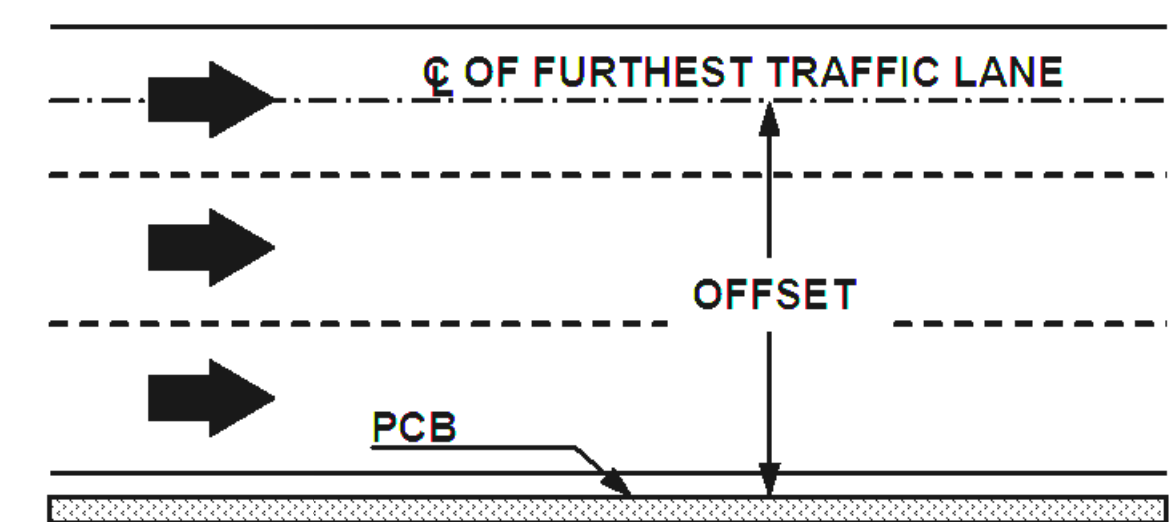 ℄ OF FURTHEST TRAFFIC LANE
OFFSET
PCB